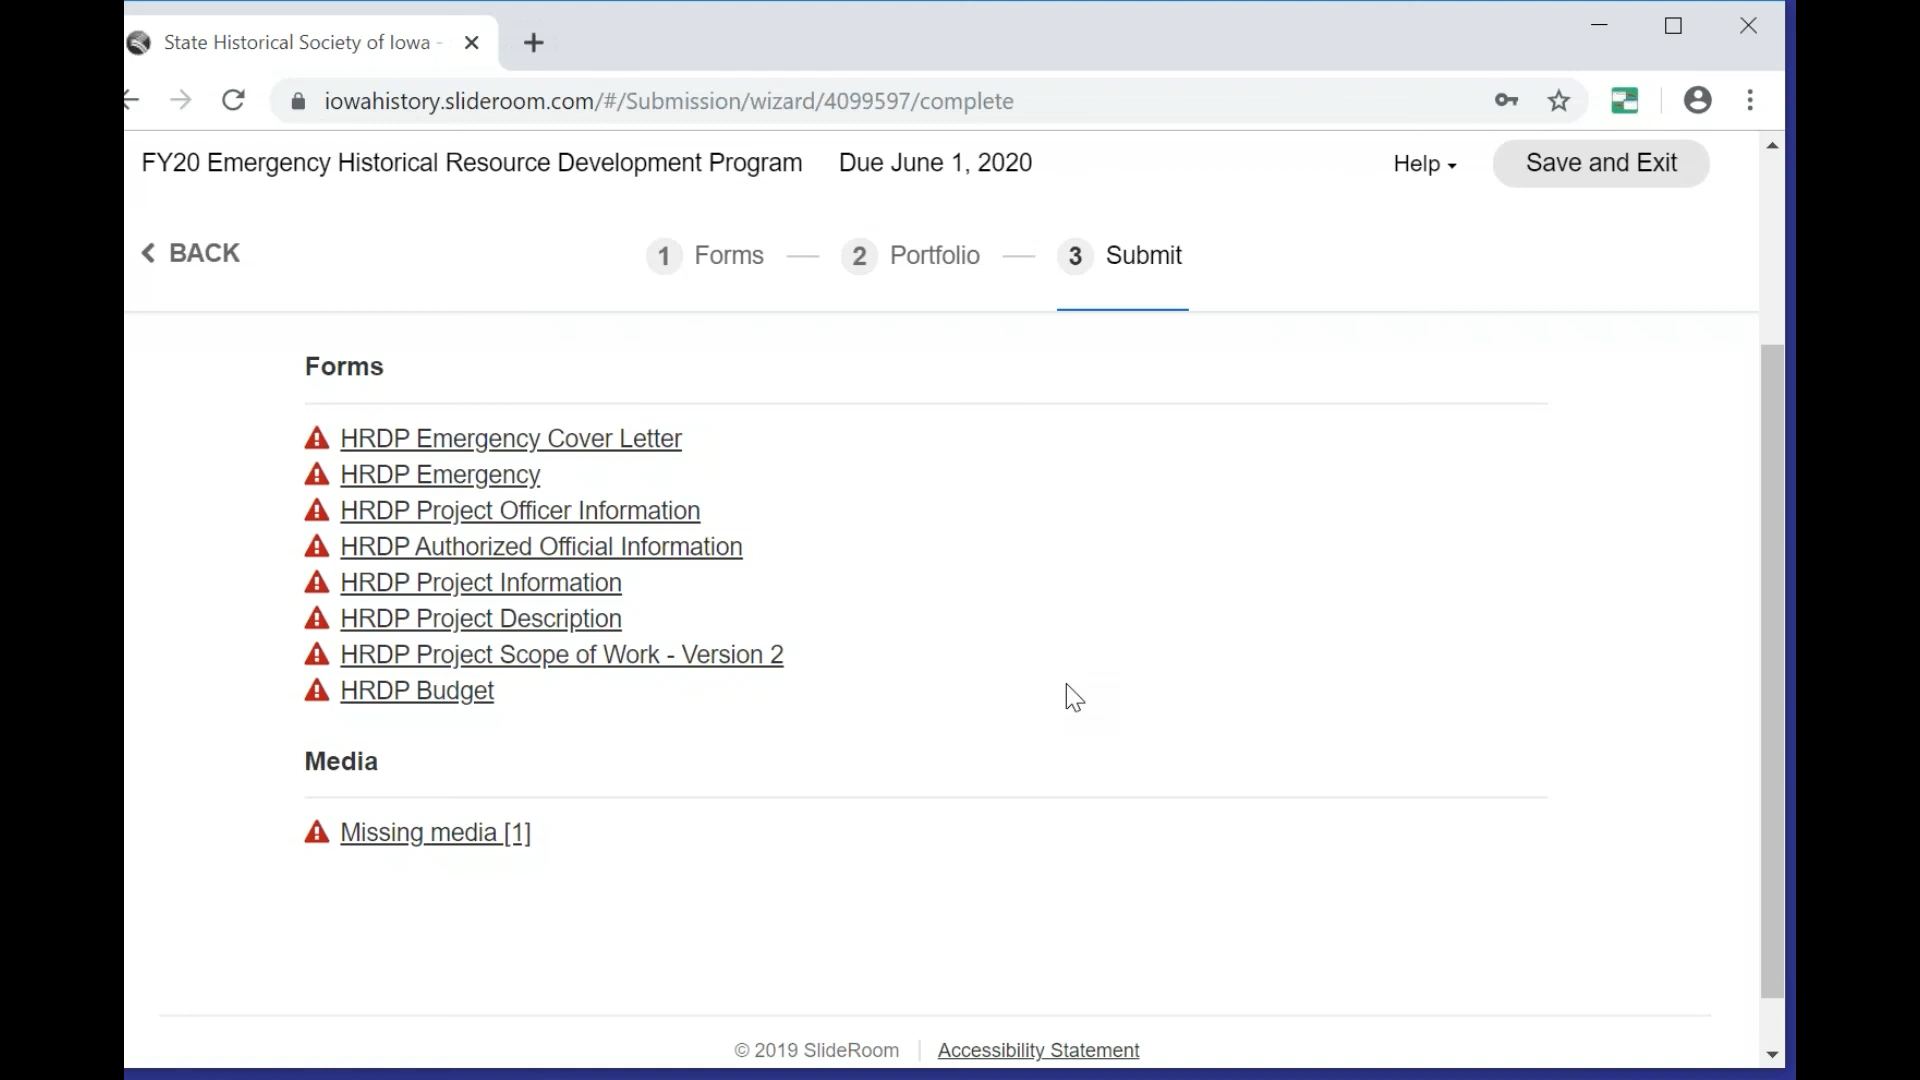 State Historical Society of Iowa -
iowahistory.slideroom.com/#/Submission/wizard/4099597/complete
FY20 Emergency Historical Resource Development Program Due June 1, 2020 Help Save and Exit
BACK 1 Forms 2 Portfolio 3 Submit
Forms
HRDP Emergency Cover Letter
HRDP Emergency
HRDP Project Officer Information
HRDP Authorized Official Information
HRDP Project Information
HRDP Project Description
HRDP Project Scope of Work - Version 2
HRDP Budget
Media
Missing media [1]
© 2019 SlideRoom Accessibility Statement